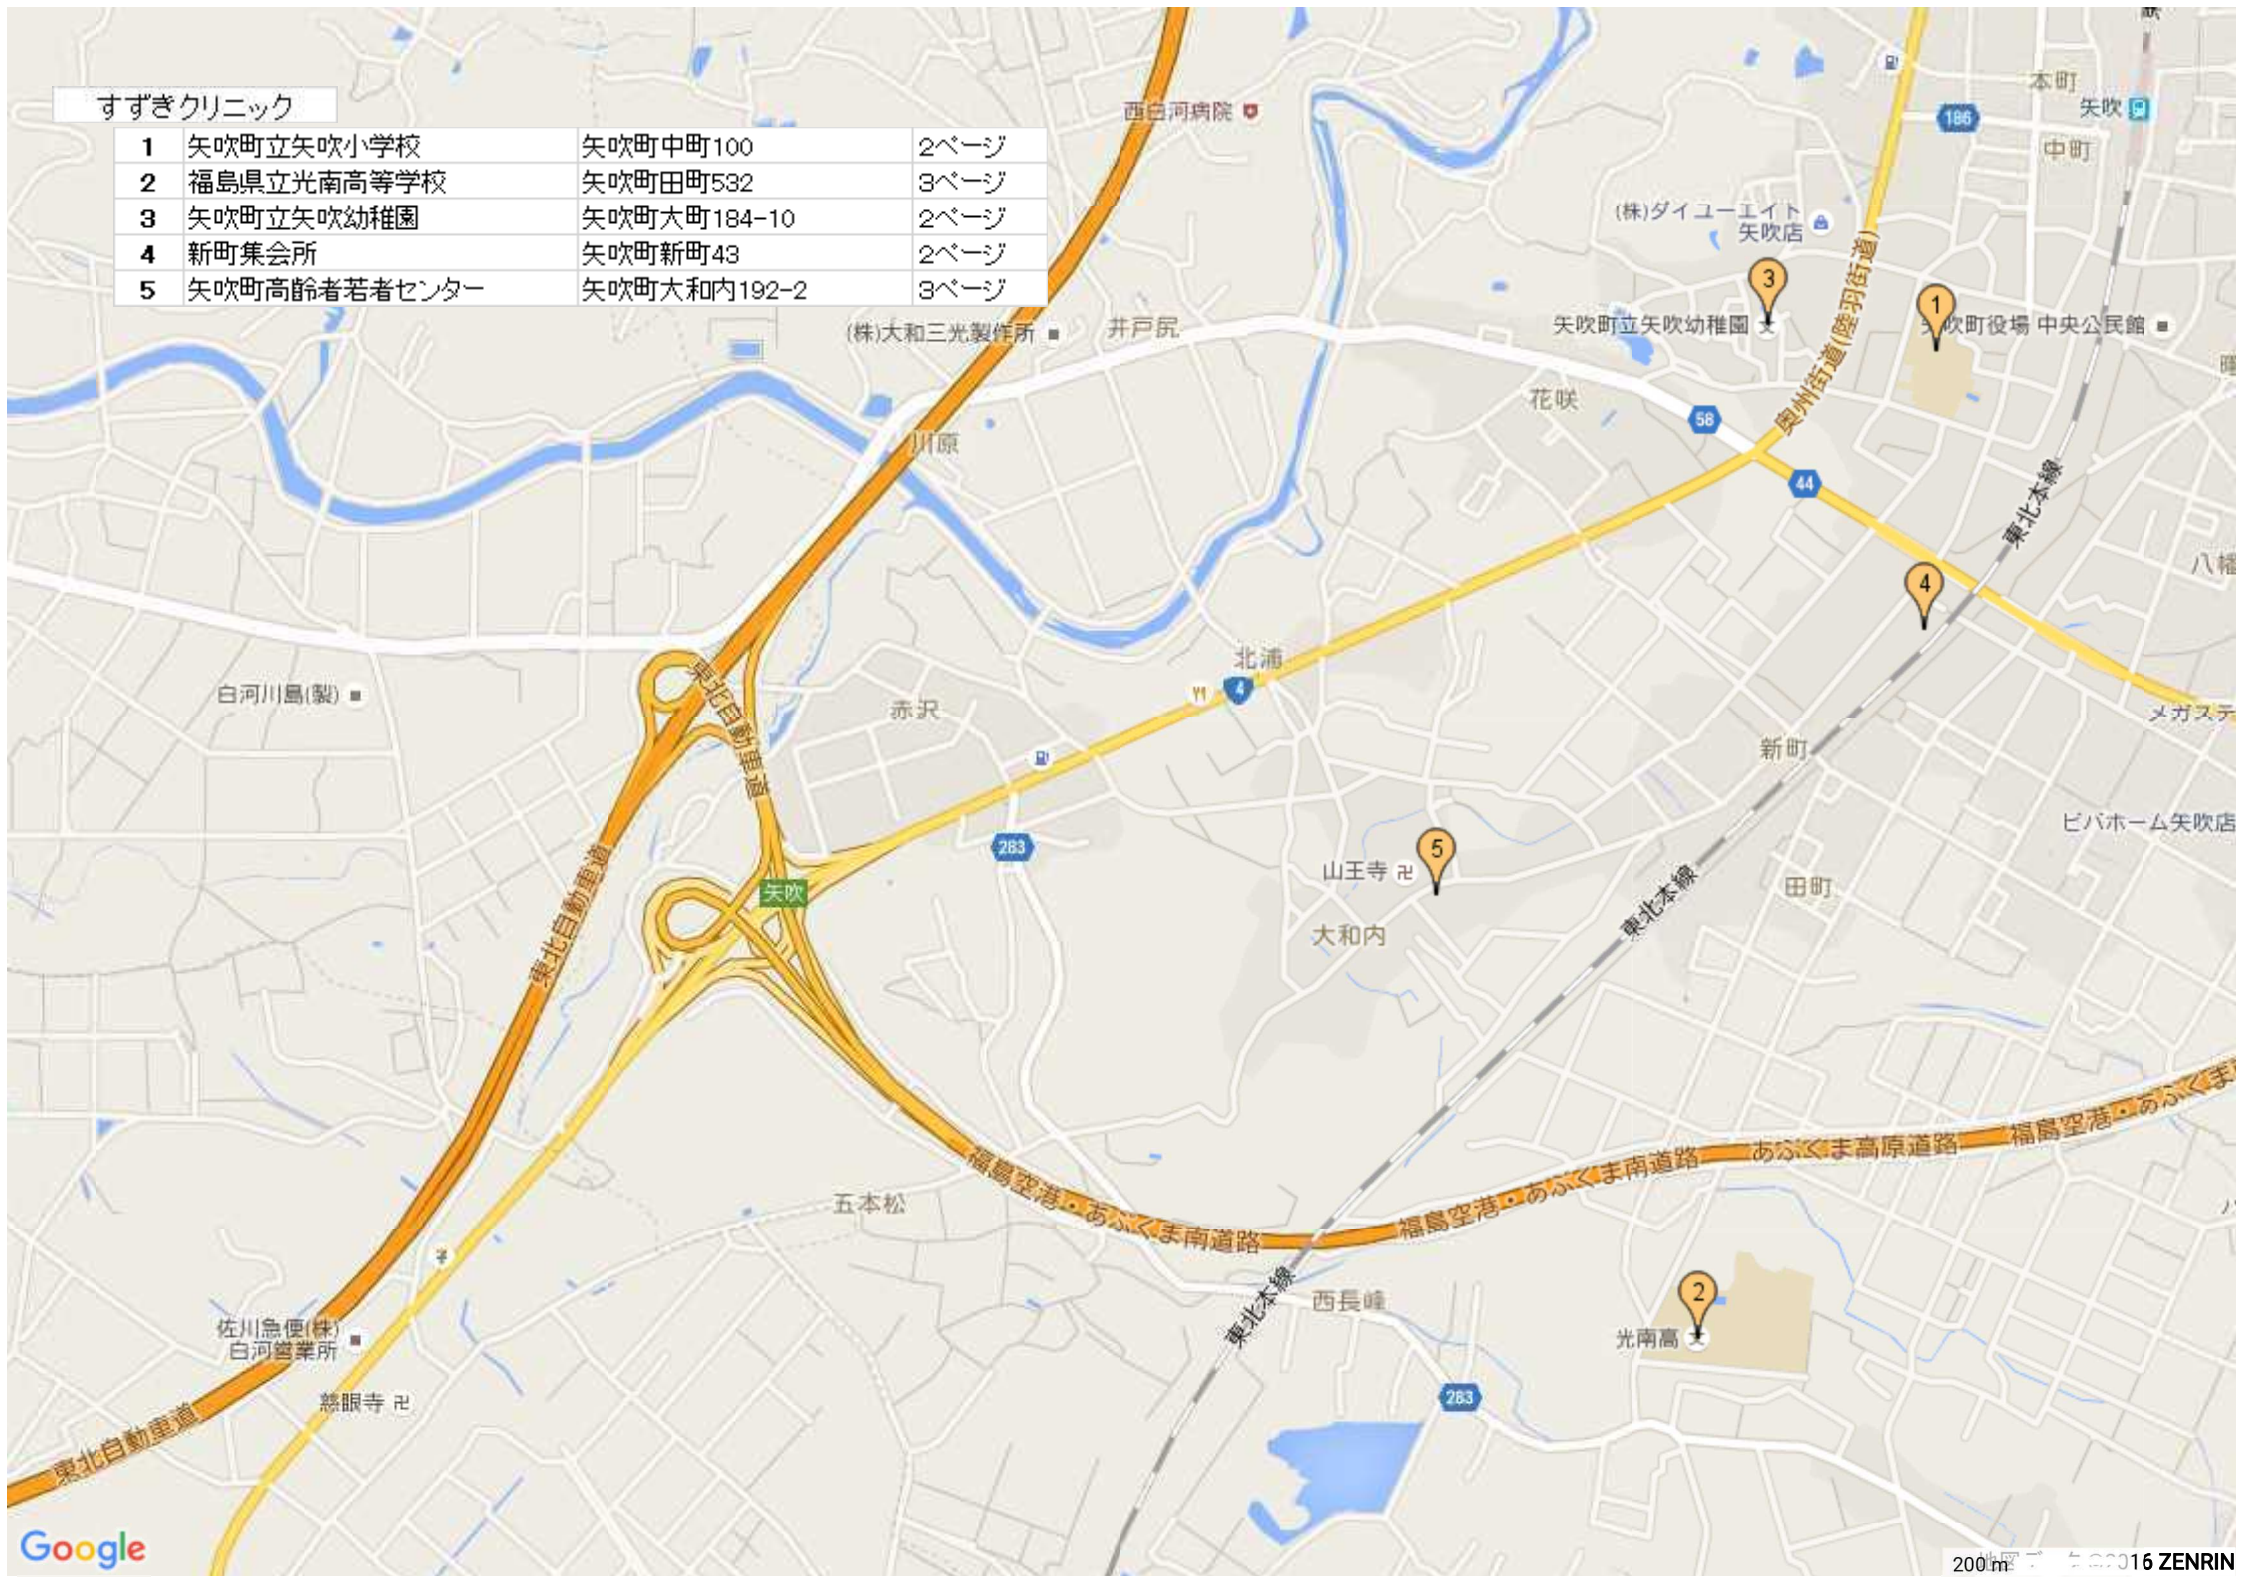 すずきクリニック
1 矢吹町立矢吹小学校 矢吹町中町100 2ページ
2 福島県立光南高等学校 矢吹町田町532 3ページ
3 矢吹町立矢吹幼稚園 矢吹町大町184-10 2ページ
4 新町集会所 矢吹町新町43 2ページ
5 矢吹町高齢者若者センター 矢吹町大和内192-2 3ページ
西白河病院
本町
矢吹
186
中町
(株)ダイユーエイト
矢吹店
3
1
矢吹町立矢吹幼稚園
矢吹町役場 中央公民館
(株)大和三光製作所
井戸尻
奥州街道(陸羽街道)
花咲
58
川原
44
東北本線
八幡
4
北浦
4
白河川島(製)
東北自動車道
赤沢
メガステ
新町
ビバホーム矢吹店
283
5
山王寺
田町
矢吹
東北自動車道
東北本線
大和内
福島空港・あぶくま南道路
福島空港・あぶくま南道路
あぶくま高原道路
福島空港・あぶくま
五本松
東北本線
西長峰
2
光南高
佐川急便(株)
白河営業所
慈眼寺
283
東北自動車道
Google
200 m
2016 ZENRIN